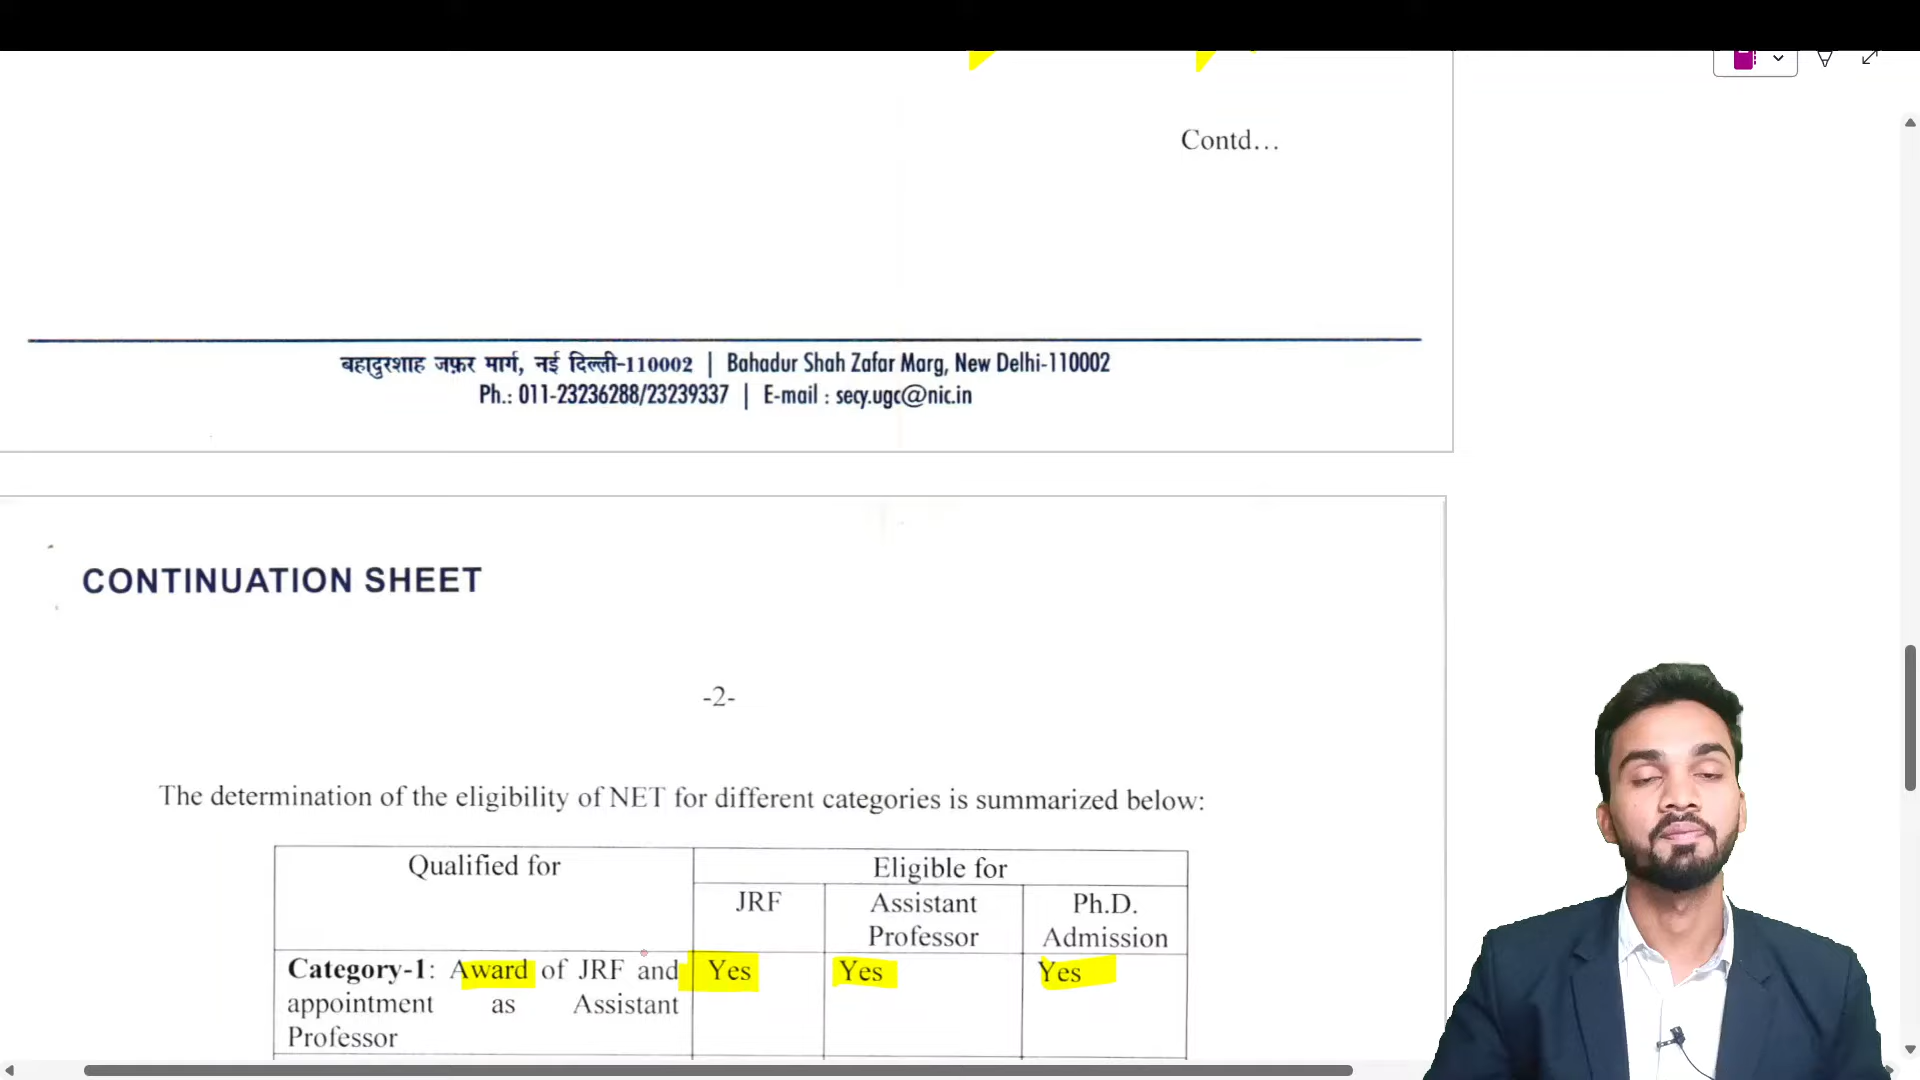 Contd...
बहादुरशाह जफ़र मार्ग, नई दिल्ली-110002 | Bahadur Shah Zafar Marg, New Delhi-110002
Ph.: 011-23236288/23239337 | E-mail : secy.ugc@nic.in
CONTINUATION SHEET
-2-
The determination of the eligibility of NET for different categories is summarized below:
Qualified for
Eligible for
JRF
Assistant
Professor
Ph.D.
Admission
Category-1: Award of JRF and
appointment as Assistant
Professor
Yes
Yes
Yes